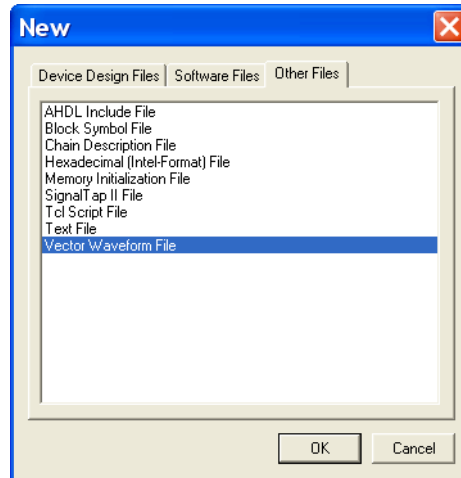 New
Device Design Files Software Files Other Files
AHDL Include File
Block Symbol File
Chain Description File
Hexadecimal (Intel-Format) File
Memory Initialization File
SignalTap II File
Tcl Script File
Text File
Vector Waveform File
OK Cancel